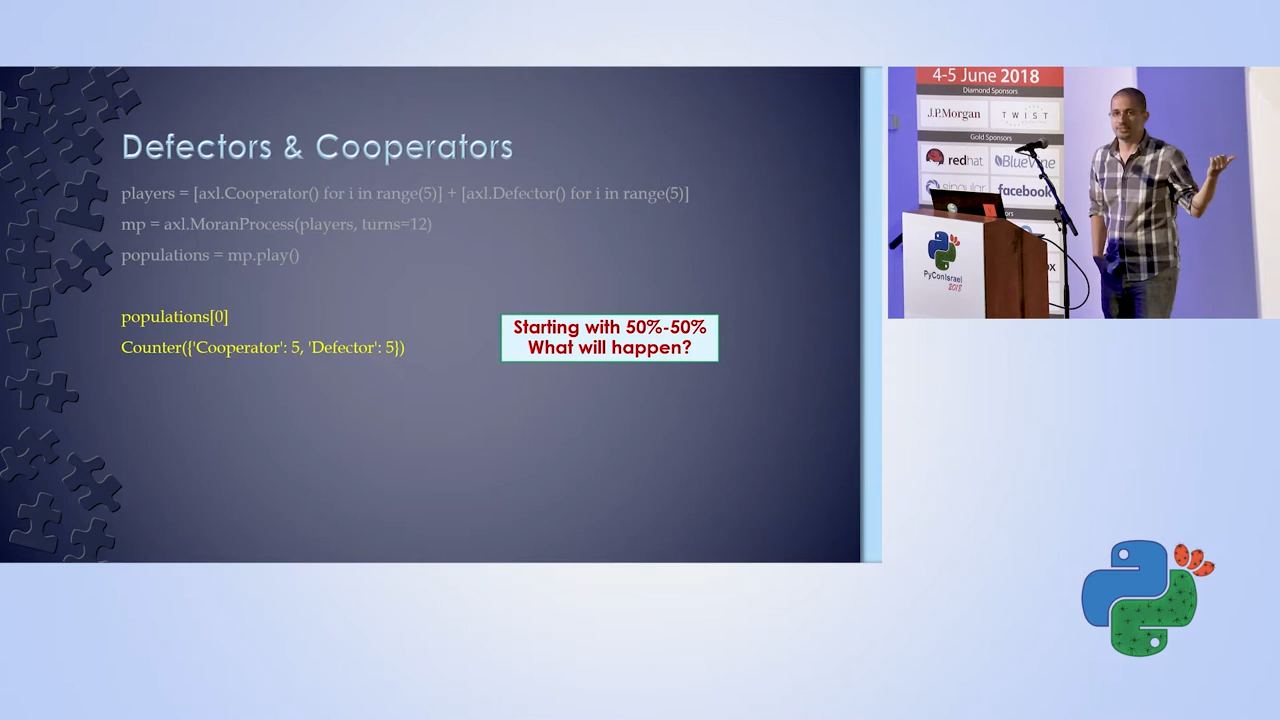 Defectors & Cooperators
players = [axl.Cooperator() for i in range(5)] + [axl.Defector() for i in range(5)]
mp = axl.MoranProcess(players, turns=12)
populations = mp.play()
populations[0]
Counter({'Cooperator': 5, 'Defector': 5})
Starting with 50%-50%
What will happen?
4-5 June 2018
Diamond Sponsors
J.P.Morgan
TWIST
Gold Sponsors
redhat
BlueVine
singular
facebook
PyConIsrael
2018